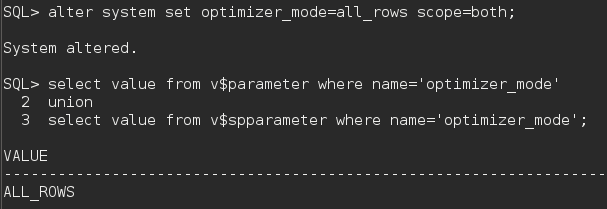 SQL> alter system set optimizer_mode=all_rows scope=both;
System altered.
SQL> select value from v$parameter where name='optimizer_mode'
2 union
3 select value from v$spparameter where name='optimizer_mode';
VALUE
--------------------------------------------------------------------------------
ALL_ROWS